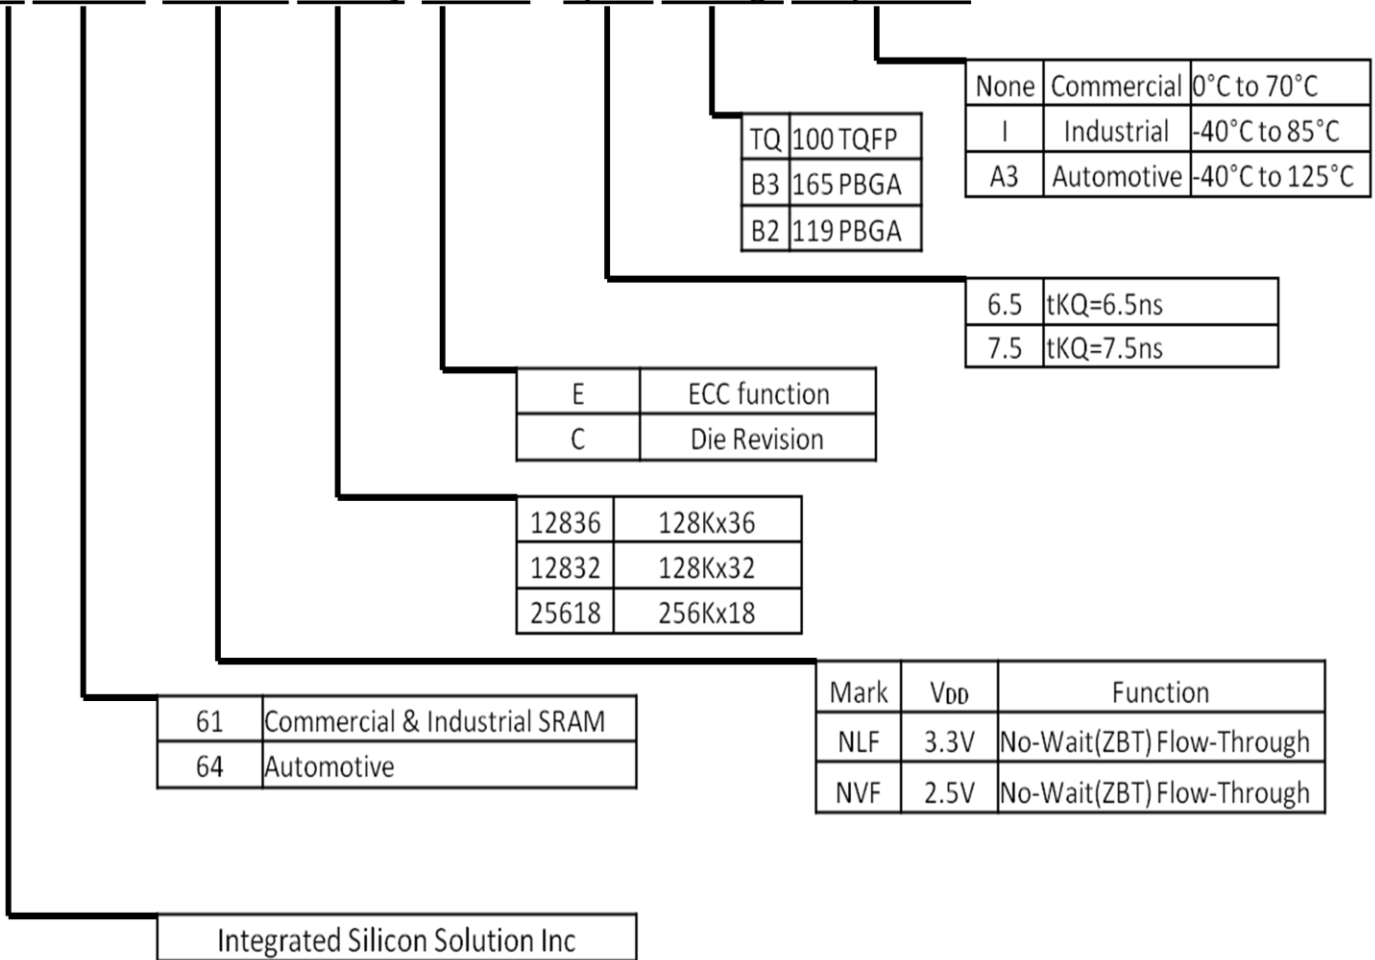 None Commercial 0°C to 70°C
I Industrial -40°C to 85°C
A3 Automotive -40°C to 125°C
TQ 100 TQFP
B3 165 PBGA
B2 119 PBGA
6.5 tKQ=6.5ns
7.5 tKQ=7.5ns
E ECC function
C Die Revision
12836 128Kx36
12832 128Kx32
25618 256Kx18
Mark VDD Function
NLF 3.3V No-Wait(ZBT) Flow-Through
NVF 2.5V No-Wait(ZBT) Flow-Through
61 Commercial & Industrial SRAM
64 Automotive
Integrated Silicon Solution Inc